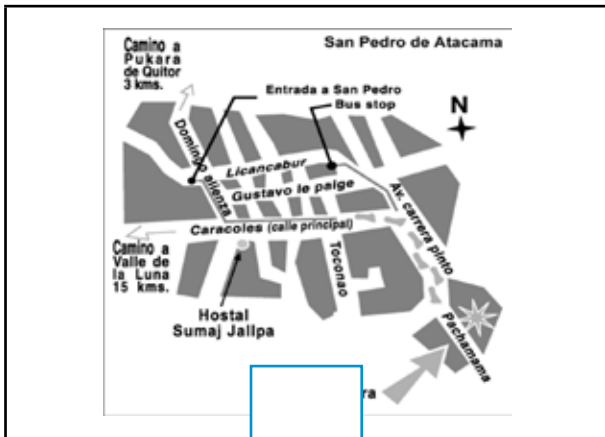 San Pedro de Atacama
Camino a
Pukara
de Quitor
3 kms.
Entrada a San Pedro
Bus stop
N
Domingo atienza
Licancabur
Gustavo le paige
Av. carrera pinto
Caracoles (calle principal)
Camino a
Valle de
la Luna
15 kms.
Toconao
Hostal
Sumaj Jallpa
Pachamama
ra